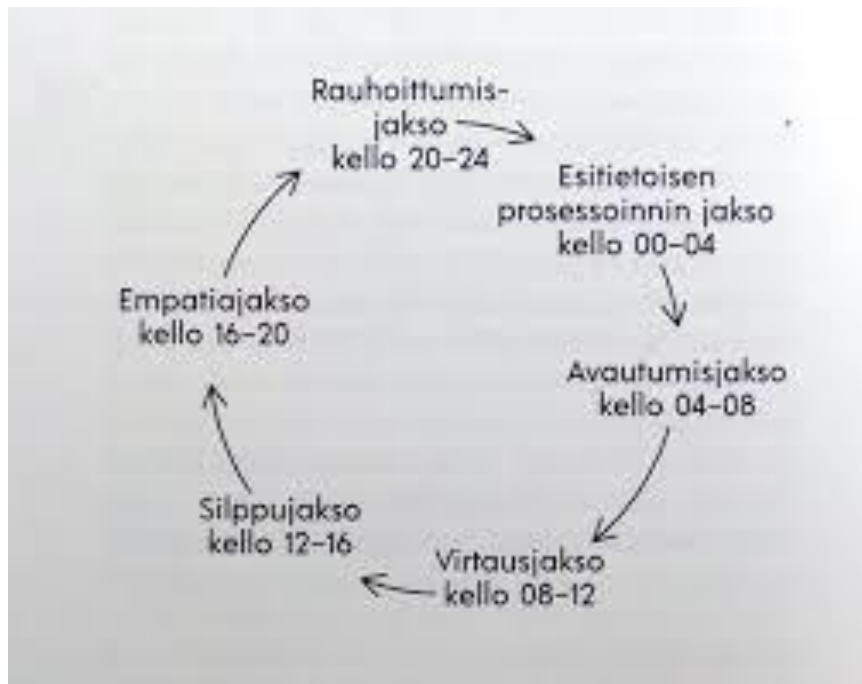 Rauhoittumis-
jakso
kello 20-24
Esitietoisen
prosessoinnin jakso
kello 00-04
Avautumisjakso
kello 04-08
Virtausjakso
kello 08-12
Silppujakso
kello 12-16
Empatiajakso
kello 16-20